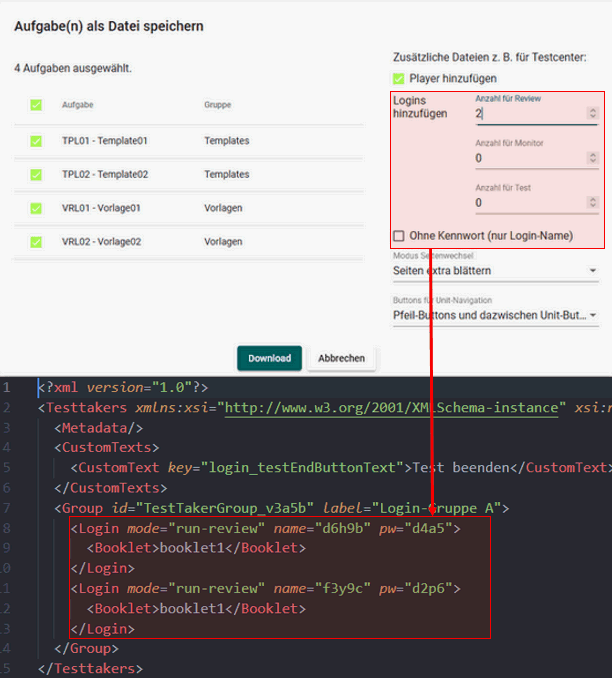 Aufgabe(n) als Datei speichern
4 Aufgaben ausgewählt.
Aufgabe Gruppe
TPL01 - Template01 Templates
TPL02 - Template02 Templates
VRL01 - Vorlage01 Vorlagen
VRL02 - Vorlage02 Vorlagen
Zusätzliche Dateien z. B. für Testcenter:
Player hinzufügen
Logins hinzufügen
Anzahl für Review
2
Anzahl für Monitor
0
Anzahl für Test
0
Ohne Kennwort (nur Login-Name)
Modus Seitenwechsel
Seiten extra blättern
Buttons für Unit-Navigation
Pfeil-Buttons und dazwischen Unit-But...
Download Abbrechen
1 <?xml version="1.0"?>
2 <Testtakers xmlns:xsi="http://www.w3.org/2001/XMLSchema-instance" xsi:
3 <Metadata/>
4 <CustomTexts>
5 <CustomText key="login_testEndButtonText">Test beenden</CustomText>
6 </CustomTexts>
7 <Group id="TestTakerGroup_v3a5b" label="Login-Gruppe A">
8 <Login mode="run-review" name="d6h9b" pw="d4a5">
9 <Booklet>booklet1</Booklet>
10 </Login>
11 <Login mode="run-review" name="f3y9c" pw="d2p6">
12 <Booklet>booklet1</Booklet>
13 </Login>
14 </Group>
15 </Testtakers>